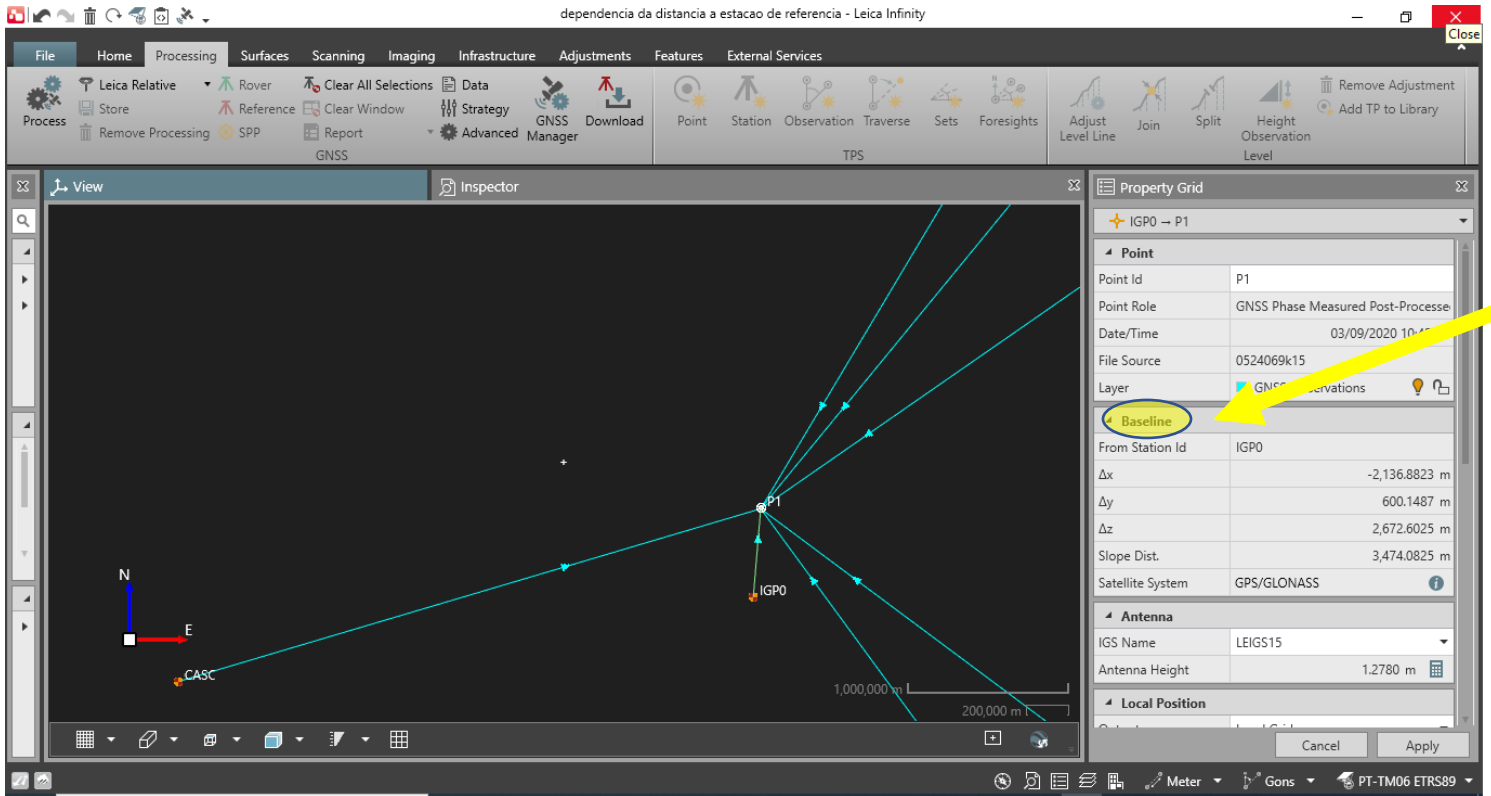 dependencia da distancia a estacao de referencia - Leica Infinity
Close
File Home Processing Surfaces Scanning Imaging Infrastructure Adjustments Features External Services
Process
Leica Relative
Store
Remove Processing
Rover
Reference
SPP
Clear All Selections
Clear Window
Report
Data
Strategy
Advanced
GNSS
Manager
Download
GNSS
Point Station Observation Traverse Sets Foresights
TPS
Adjust
Level Line
Join
Split
Height
Observation
Remove Adjustment
Add TP to Library
Level
View
Inspector
P1
IGP0
CASC
N
E
1,000,000 m
200,000 m
Property Grid
IGP0 → P1
Point
Point Id P1
Point Role GNSS Phase Measured Post-Processe
Date/Time 03/09/2020
File Source 0524069k15
Layer
Baseline
From Station Id IGP0
Δx -2,136.8823 m
Δy 600.1487 m
Δz 2,672.6025 m
Slope Dist. 3,474.0825 m
Satellite System GPS/GLONASS
Antenna
IGS Name LEIGS15
Antenna Height 1.2780 m
Local Position
Cancel Apply
Meter Gons PT-TM06 ETRS89